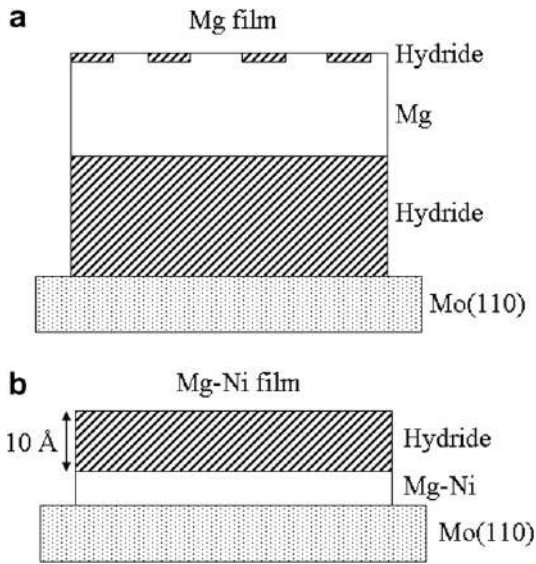 a
Mg film
Hydride
Mg
Hydride
Mo(110)
b
Mg-Ni film
10 Å
Hydride
Mg-Ni
Mo(110)